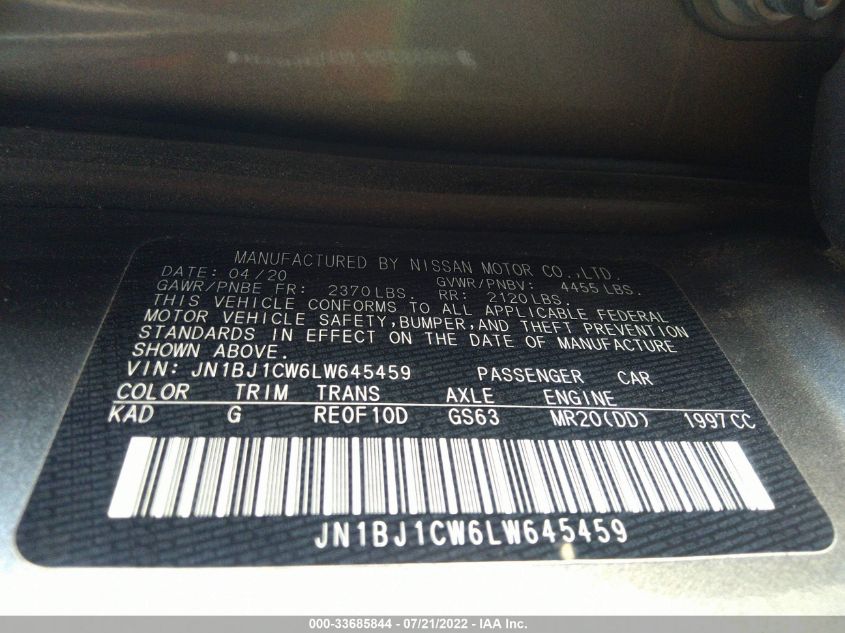 MANUFACTURED BY NISSAN MOTOR CO.,LTD.
DATE: 04/20 GVWR/PNBV: 4455 LBS.
GAWR/PNBE FR: 2370 LBS. RR: 2120 LBS.
THIS VEHICLE CONFORMS TO ALL APPLICABLE FEDERAL
MOTOR VEHICLE SAFETY,BUMPER,AND THEFT PREVENTION
STANDARDS IN EFFECT ON THE DATE OF MANUFACTURE
SHOWN ABOVE.
VIN: JN1BJ1CW6LW645459 PASSENGER CAR
COLOR TRIM TRANS AXLE ENGINE
KAD G RE0F10D GS63 MR20(DD) 1997CC
JN1BJ1CW6LW645459
000-33685844 / 07/21/2022 - IAA Inc.